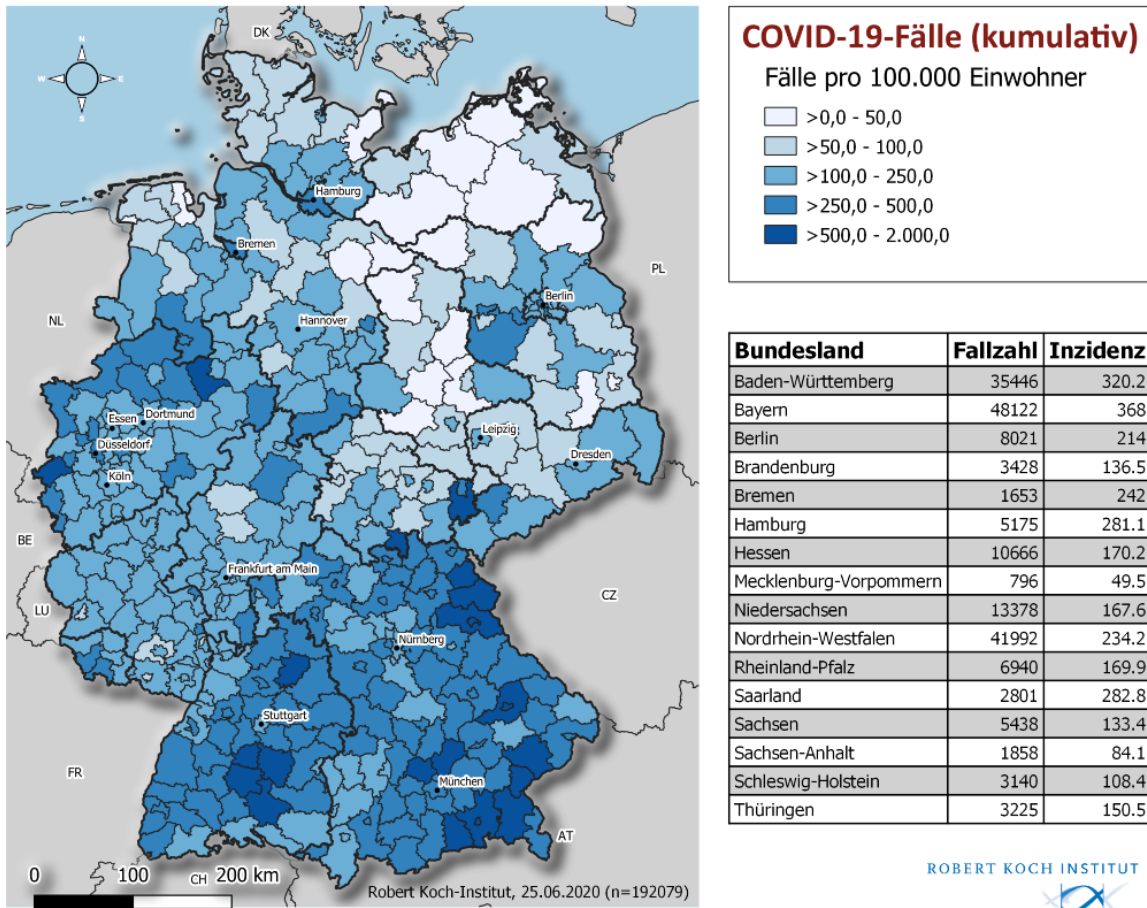 COVID-19-Fälle (kumulativ)
Fälle pro 100.000 Einwohner
>0,0 - 50,0
>50,0 - 100,0
>100,0 - 250,0
>250,0 - 500,0
>500,0 - 2.000,0
N
W E
S
DK
Hamburg
Bremen
PL
Berlin
NL
Hannover
Essen Dortmund
Düsseldorf
Leipzig
Dresden
Köln
BE
Frankfurt am Main
LU
CZ
Nürnberg
Stuttgart
FR
München
AT
0 100 200 km
CH
Robert Koch-Institut, 25.06.2020 (n=192079)
Bundesland Fallzahl Inzidenz
Baden-Württemberg 35446 320.2
Bayern 48122 368
Berlin 8021 214
Brandenburg 3428 136.5
Bremen 1653 242
Hamburg 5175 281.1
Hessen 10666 170.2
Mecklenburg-Vorpommern 796 49.5
Niedersachsen 13378 167.6
Nordrhein-Westfalen 41992 234.2
Rheinland-Pfalz 6940 169.9
Saarland 2801 282.8
Sachsen 5438 133.4
Sachsen-Anhalt 1858 84.1
Schleswig-Holstein 3140 108.4
Thüringen 3225 150.5
ROBERT KOCH INSTITUT